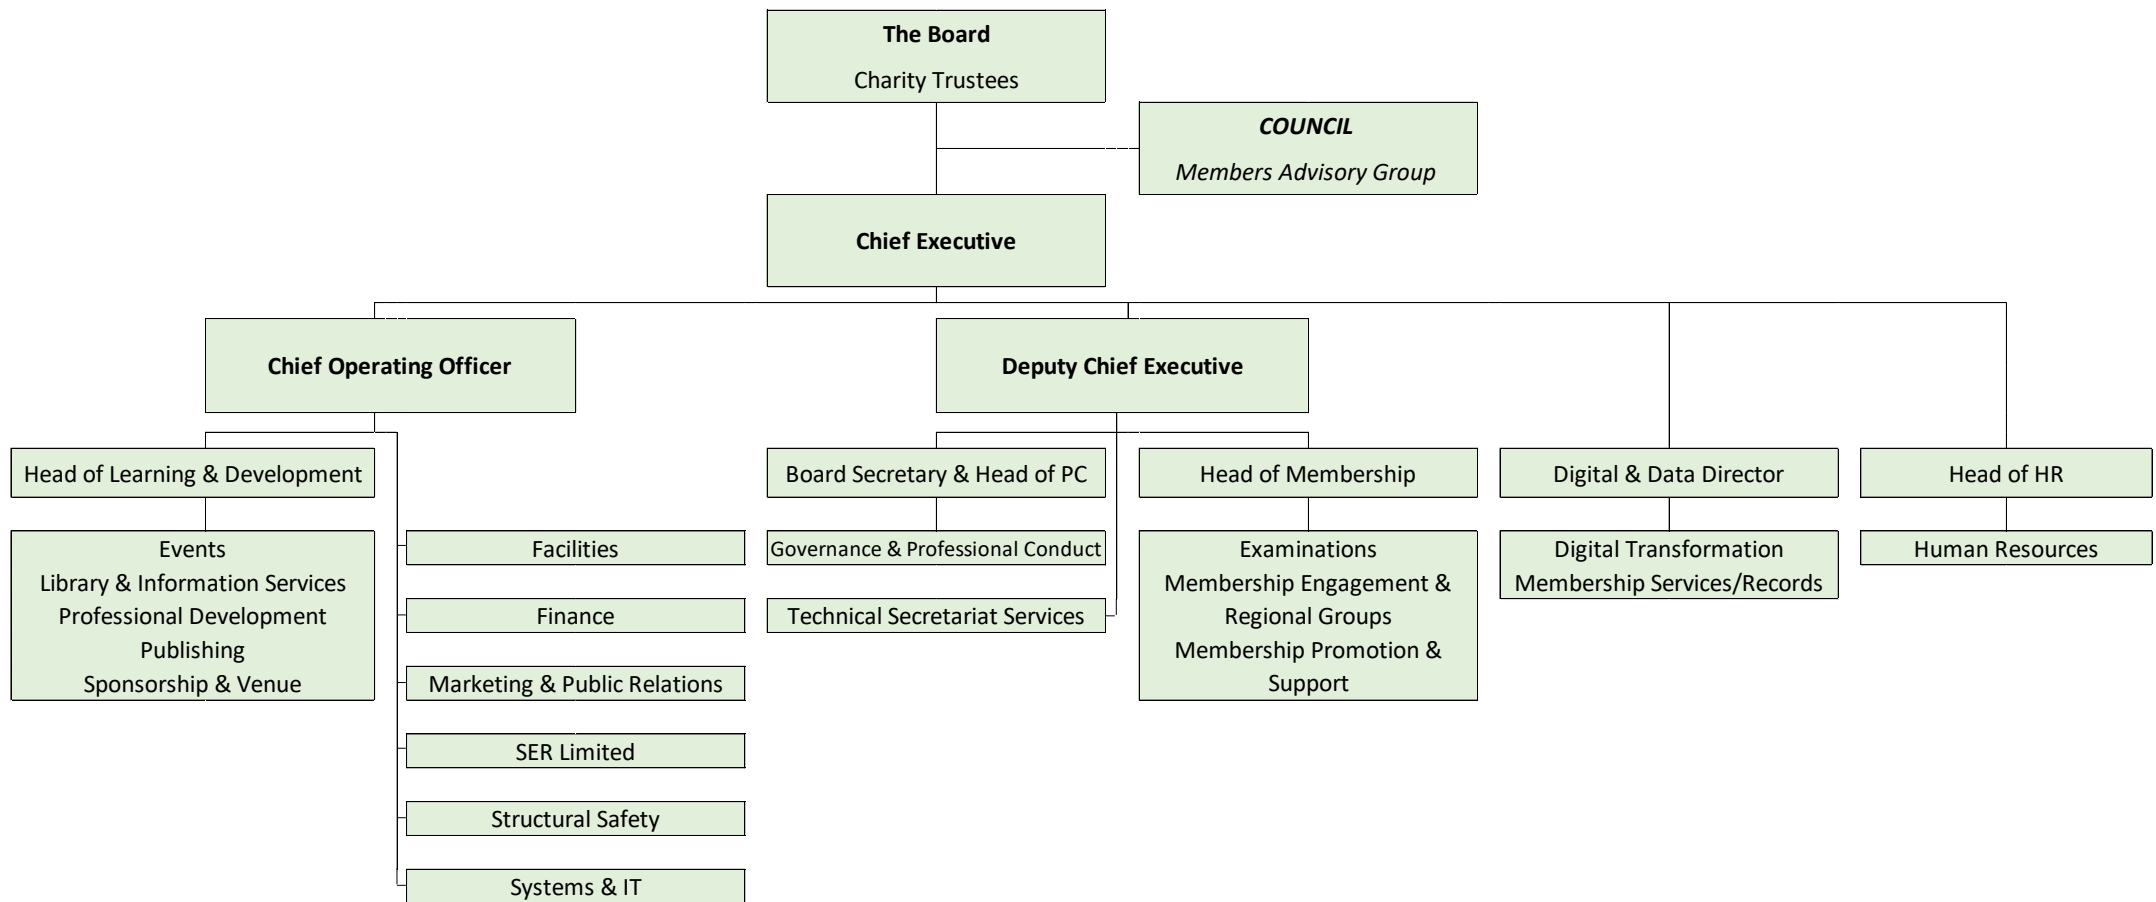 The Board
Charity Trustees
COUNCIL
Members Advisory Group
Chief Executive
Chief Operating Officer
Deputy Chief Executive
Head of Learning & Development
Board Secretary & Head of PC
Head of Membership
Digital & Data Director
Head of HR
Events
Library & Information Services
Professional Development
Publishing
Sponsorship & Venue
Facilities
Finance
Marketing & Public Relations
SER Limited
Structural Safety
Systems & IT
Governance & Professional Conduct
Technical Secretariat Services
Examinations
Membership Engagement &
Regional Groups
Membership Promotion &
Support
Digital Transformation
Membership Services/Records
Human Resources